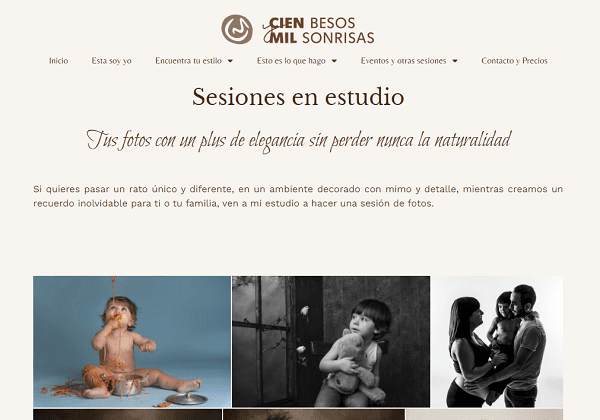 CIEN BESOS
y MIL SONRISAS
Inicio Esta soy yo Encuentra tu estilo Esto es lo que hago Eventos y otras sesiones Contacto y Precios
Sesiones en estudio
Tus fotos con un plus de elegancia sin perder nunca la naturalidad
Si quieres pasar un rato único y diferente, en un ambiente decorado con mimo y detalle, mientras creamos un
recuerdo inolvidable para ti o tu familia, ven a mi estudio a hacer una sesión de fotos.